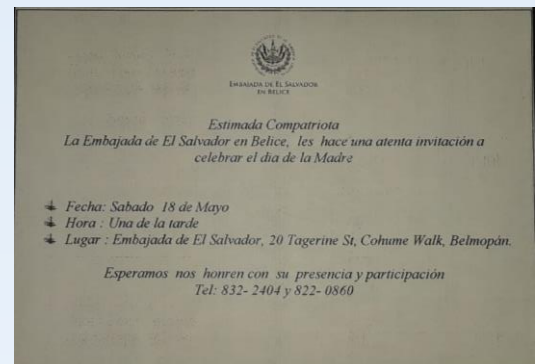 EMBAJADA DE EL SALVADOR
EN BELICE
Estimada Compatriota
La Embajada de El Salvador en Belice, les hace una atenta invitación a
celebrar el dia de la Madre
Fecha: Sabado 18 de Mayo
Hora : Una de la tarde
Lugar : Embajada de El Salvador, 20 Tagerine St, Cohume Walk, Belmopán.
Esperamos nos honren con su presencia y participación
Tel: 832- 2404 y 822- 0860